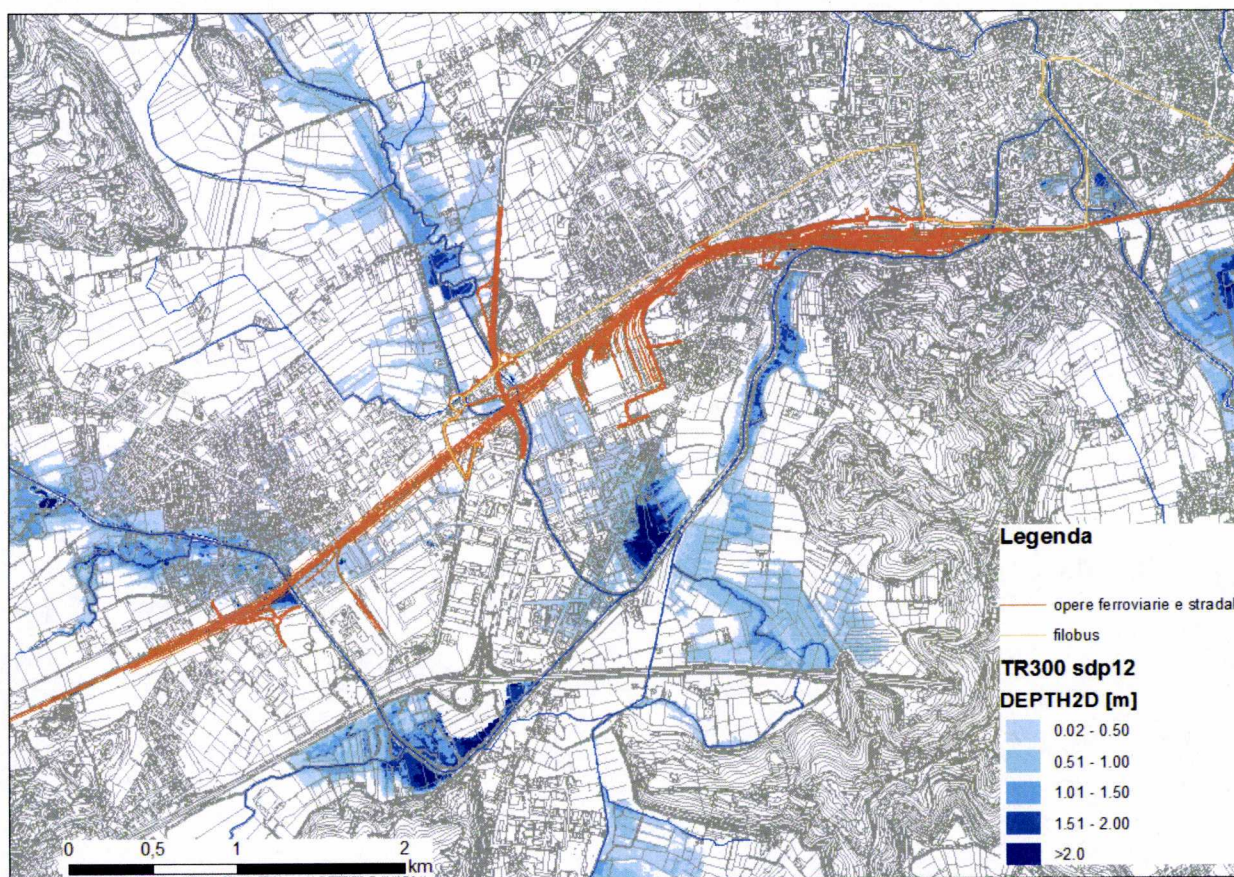 Legenda
opere ferroviarie e stradal
filobus
TR300 sdp12
DEPTH2D [m]
0.02 - 0.50
0.51 - 1.00
1.01 - 1.50
1.51 - 2.00
>2.0
0 0,5 1 2
km